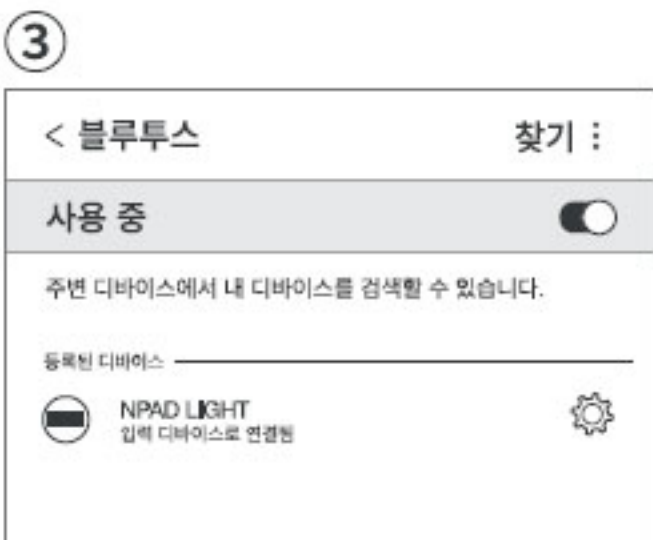 ③
< 블루투스 찾기 ⋮
사용 중
주변 디바이스에서 내 디바이스를 검색할 수 있습니다.
등록된 디바이스
NPAD LIGHT
입력 디바이스로 연결됨